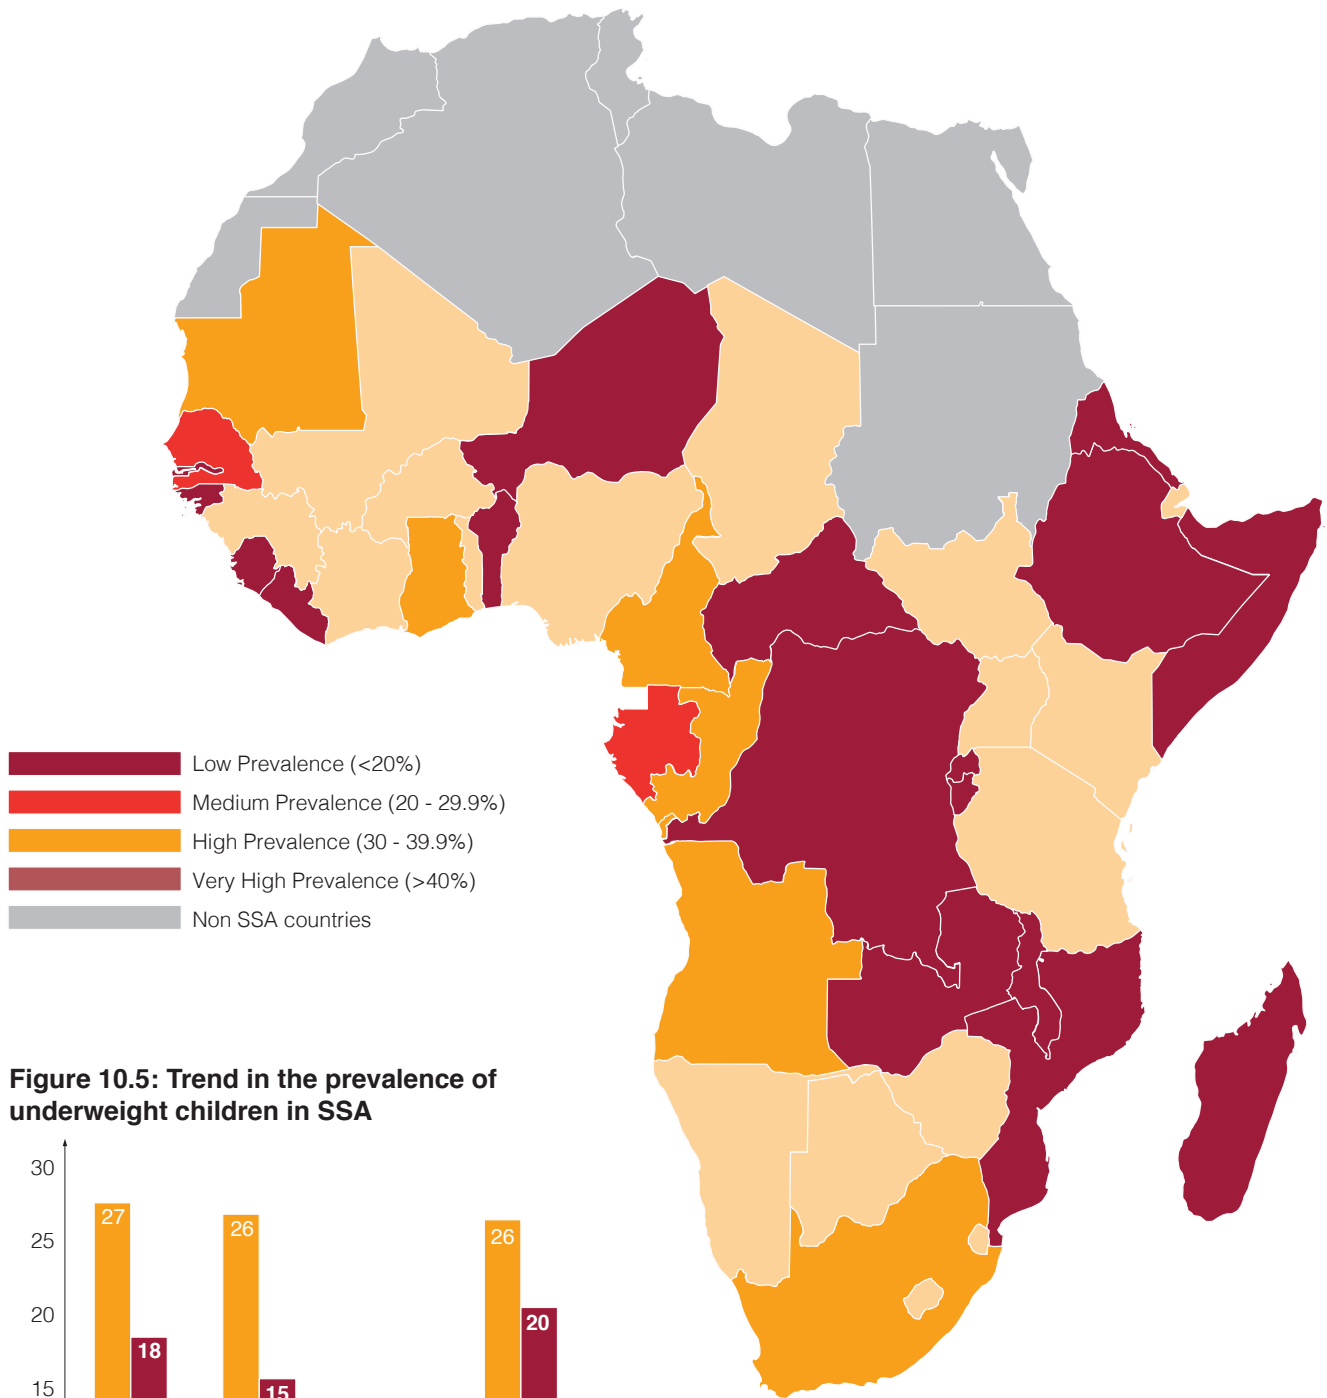 Low Prevalence (<20%)
Medium Prevalence (20 - 29.9%)
High Prevalence (30 - 39.9%)
Very High Prevalence (>40%)
Non SSA countries
Figure 10.5: Trend in the prevalence of
underweight children in SSA
30
27
26
26
25
20
20
18
15
15